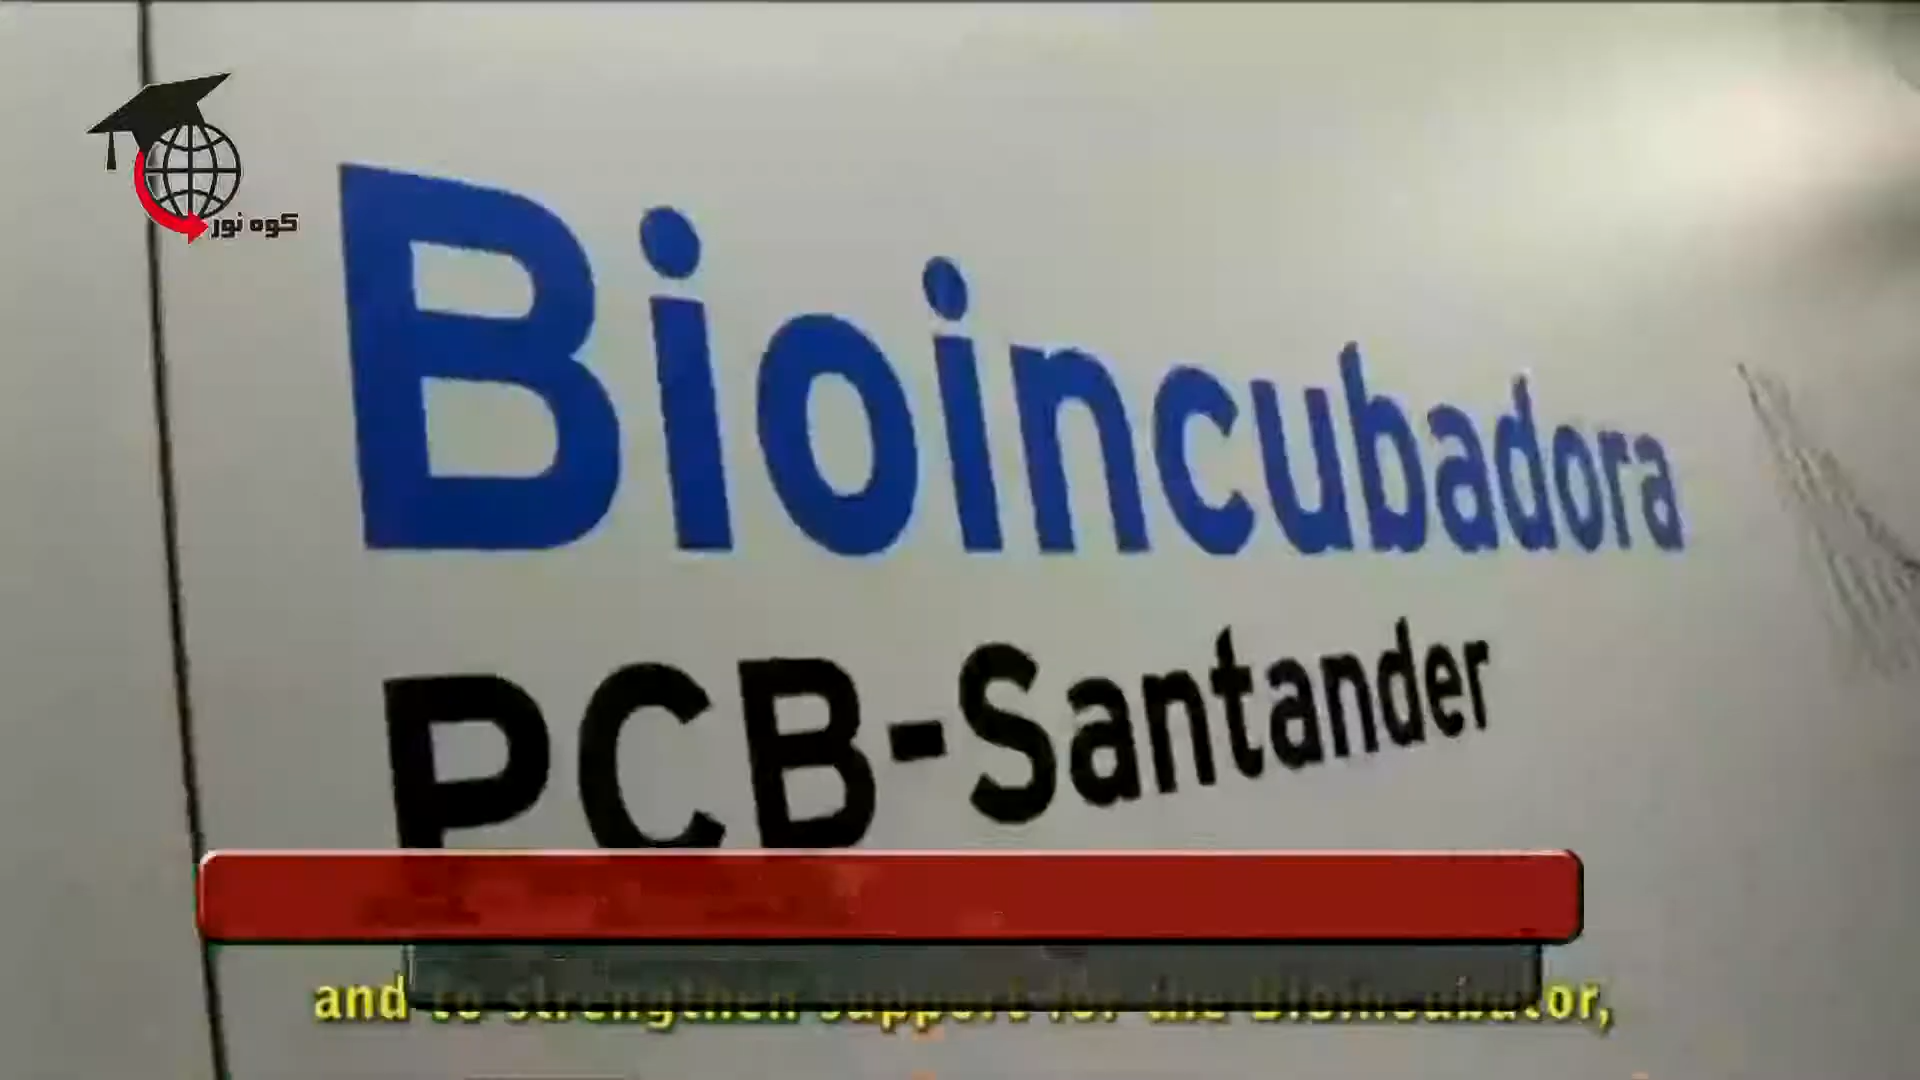 کوه نور
Bioincubadora
PCB-Santander
and to strengthen support for the Bioincubator,